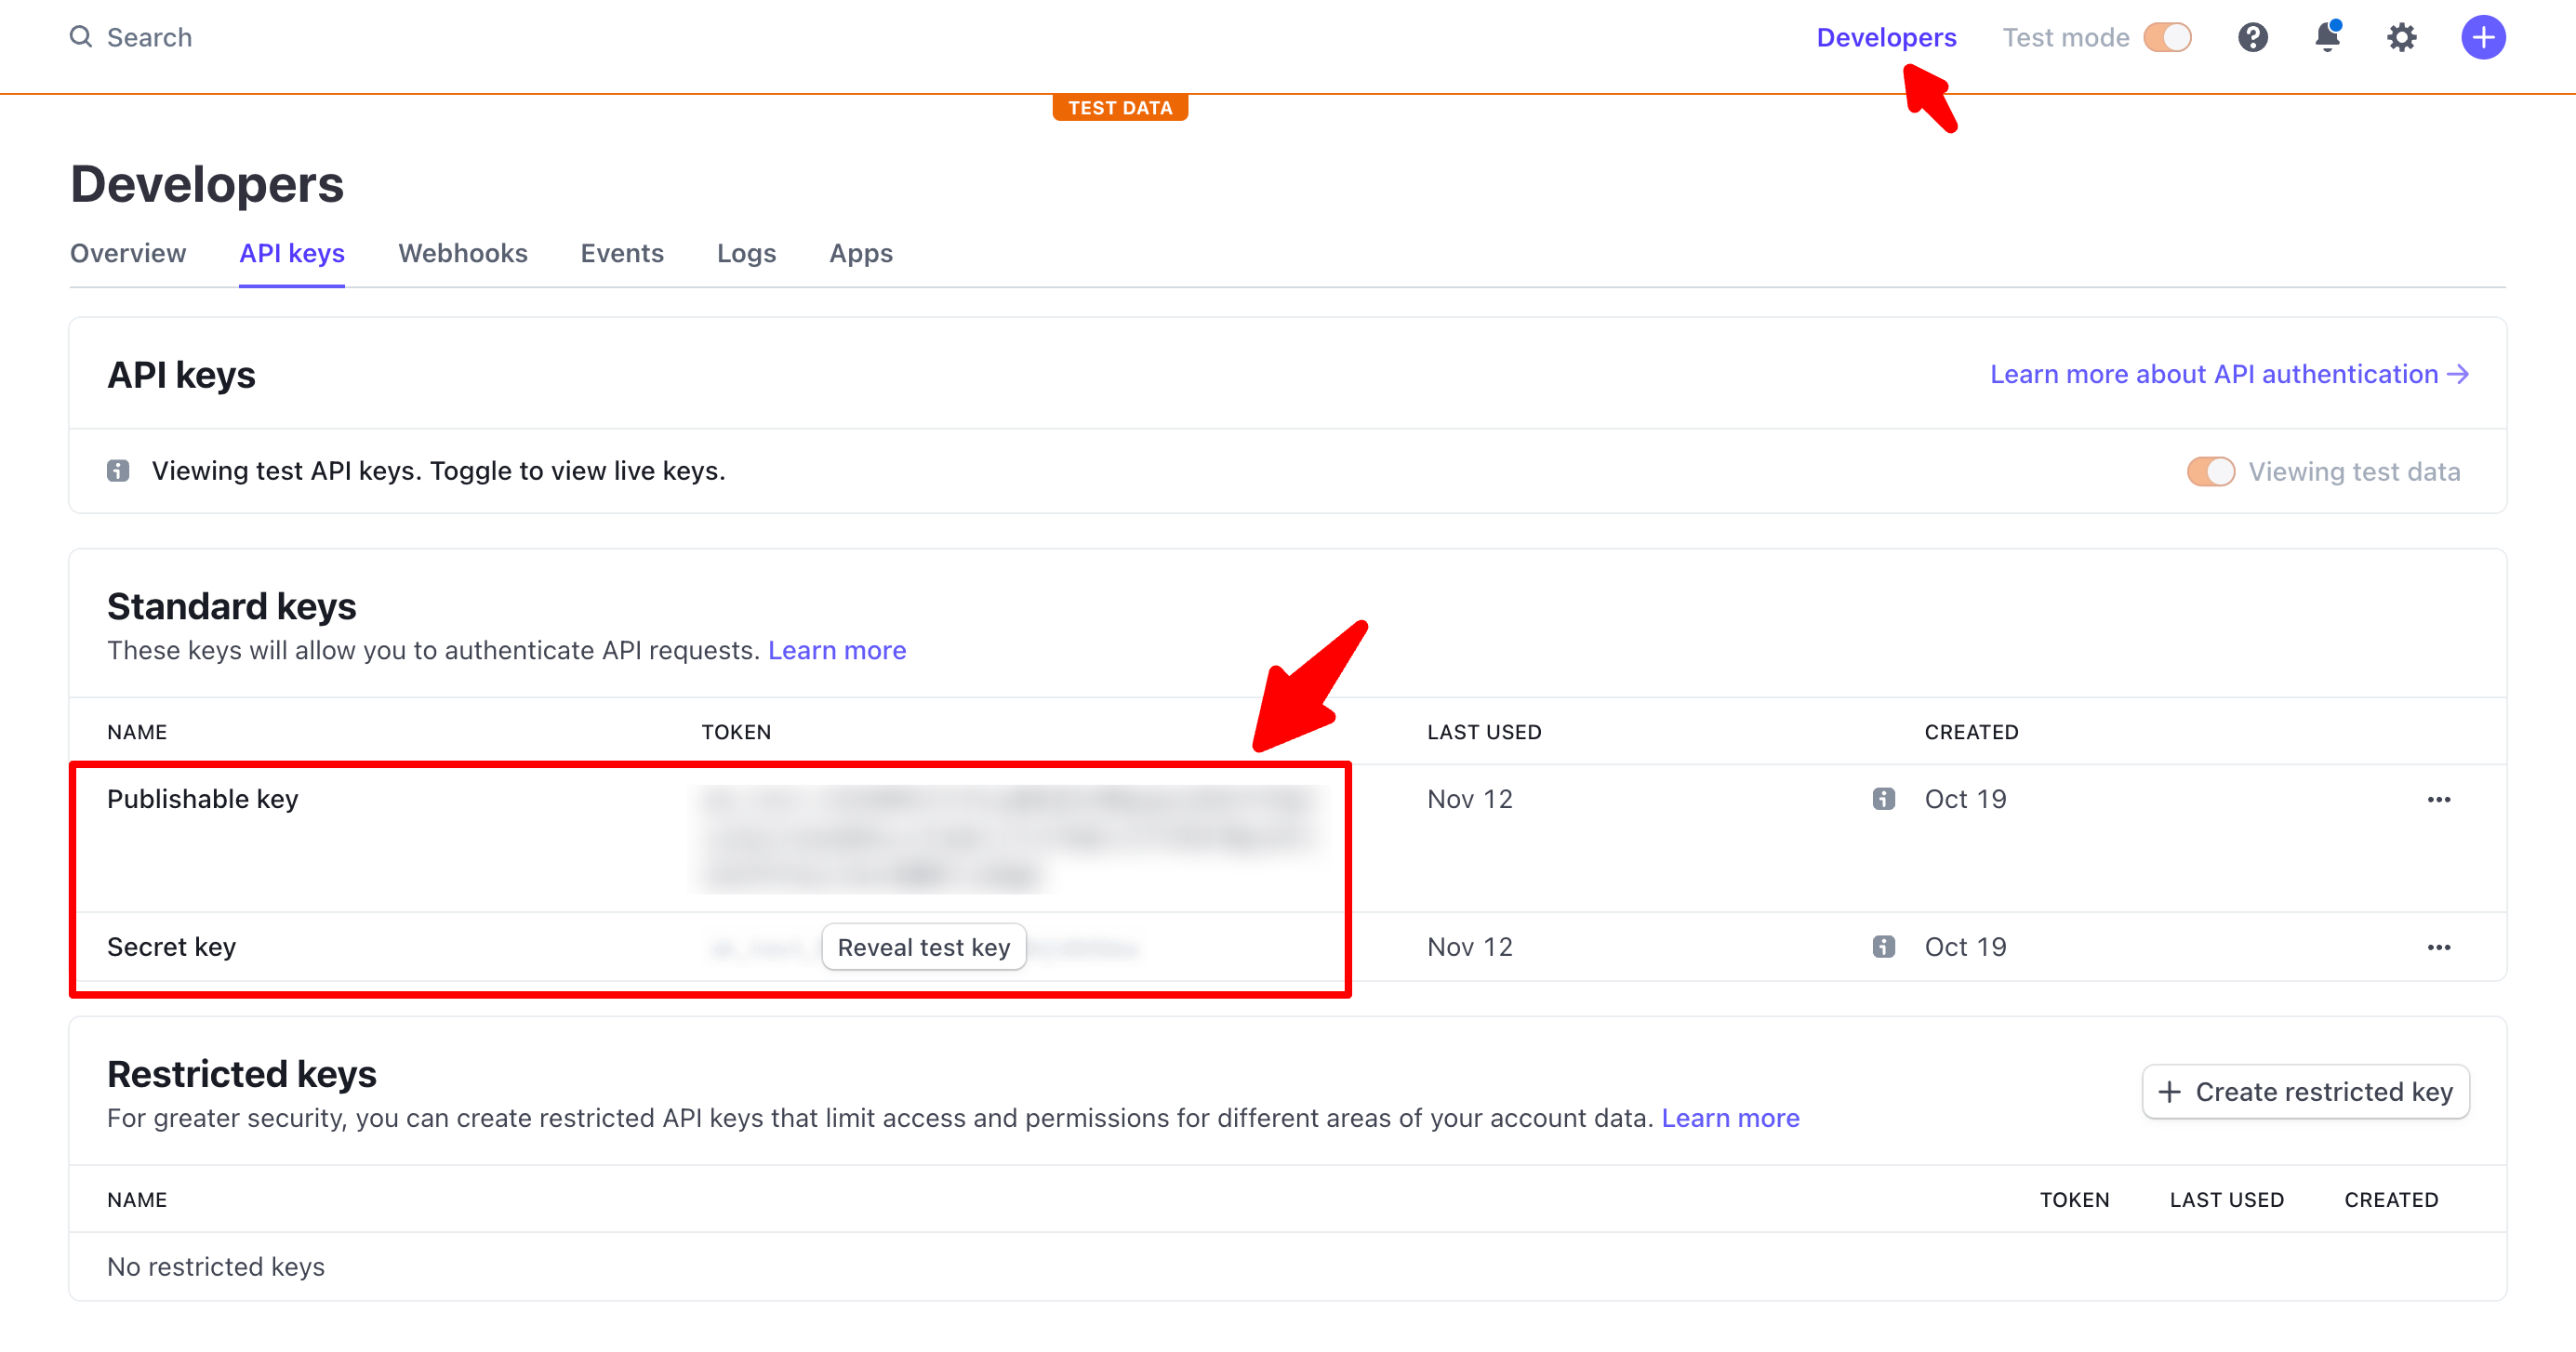 Search
Developers Test mode
TEST DATA
Developers
Overview API keys Webhooks Events Logs Apps
API keys Learn more about API authentication →
Viewing test API keys. Toggle to view live keys. Viewing test data
Standard keys
These keys will allow you to authenticate API requests. Learn more
NAME TOKEN LAST USED CREATED
Publishable key Nov 12 Oct 19 •••
Secret key Reveal test key Nov 12 Oct 19 •••
Restricted keys
+ Create restricted key
For greater security, you can create restricted API keys that limit access and permissions for different areas of your account data. Learn more
NAME TOKEN LAST USED CREATED
No restricted keys